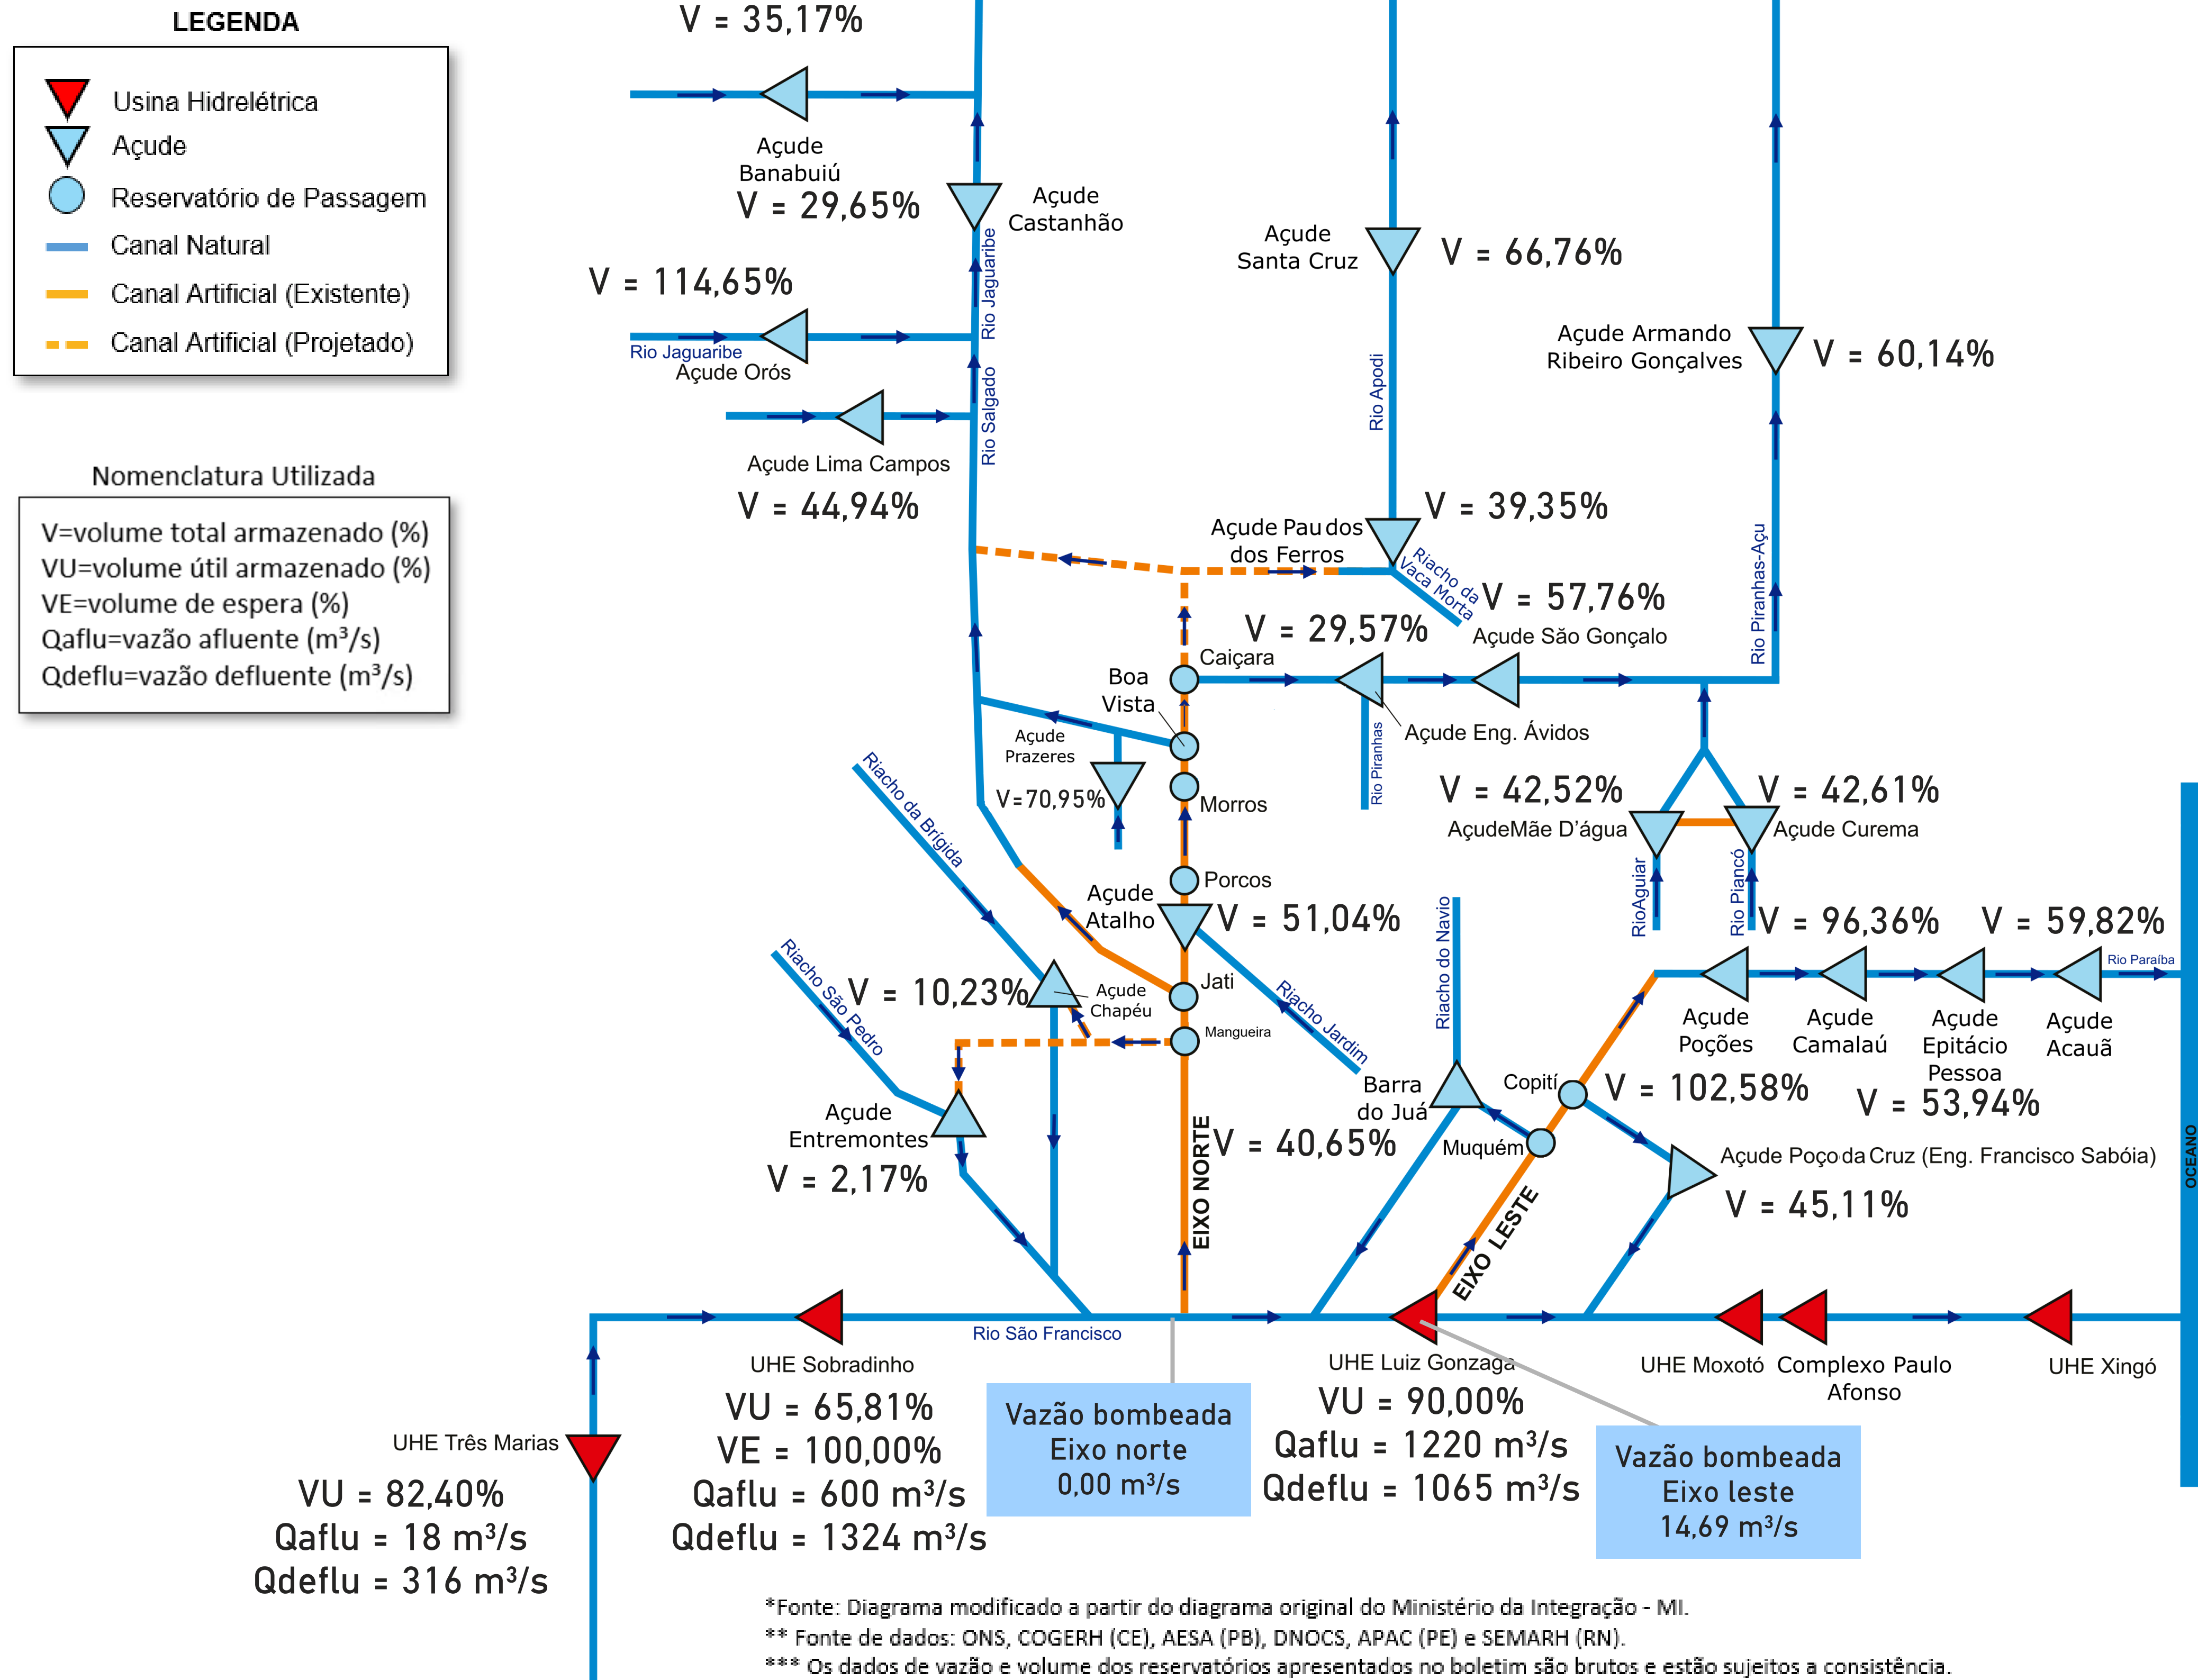 LEGENDA
Usina Hidrelétrica
Açude
Reservatório de Passagem
Canal Natural
Canal Artificial (Existente)
Canal Artificial (Projetado)
Nomenclatura Utilizada
V=volume total armazenado (%)
VU=volume útil armazenado (%)
VE=volume de espera (%)
Qaflu=vazão afluente (m³/s)
Qdeflu=vazão defluente (m³/s)
V = 35,17%
Açude
Banabuiú
V = 29,65%
Açude
Castanhão
Rio Jaguaribe
V = 114,65%
Rio Jaguaribe
Açude Orós
Rio Salgado
Açude Lima Campos
V = 44,94%
Açude
Santa Cruz
V = 66,76%
Rio Apodi
Açude Armando
Ribeiro Gonçalves
V = 60,14%
Rio Piranhas-Açu
V = 39,35%
Açude Pau dos
dos Ferros
Riacho da
Vaca Morta
V = 57,76%
Açude São Gonçalo
V = 29,57%
Caiçara
Boa
Vista
Açude Eng. Ávidos
Rio Piranhas
Açude
Prazeres
V=70,95%
Morros
V = 42,52%
AçudeMãe D'água
V = 42,61%
Açude Curema
RioAguiar
Rio Piancó
Riacho da Brígida
Porcos
Açude
Atalho
V = 51,04%
Riacho do Navio
V = 96,36%
V = 59,82%
Rio Paraíba
Riacho São Pedro
V = 10,23%
Açude
Chapéu
Jati
Mangueira
Riacho Jardim
Açude
Poções
Açude
Camalaú
Açude
Epitácio
Pessoa
Açude
Acauã
V = 102,58%
V = 53,94%
Barra
do Juá
Copití
Açude
Entremontes
V = 2,17%
EIXO NORTE
V = 40,65%
Muquém
Açude Poço da Cruz (Eng. Francisco Sabóia)
V = 45,11%
OCEANO
EIXO LESTE
Rio São Francisco
UHE Sobradinho
VU = 65,81%
VE = 100,00%
Qaflu = 600 m³/s
Qdeflu = 1324 m³/s
Vazão bombeada
Eixo norte
0,00 m³/s
UHE Luiz Gonzaga
VU = 90,00%
Qaflu = 1220 m³/s
Qdeflu = 1065 m³/s
Vazão bombeada
Eixo leste
14,69 m³/s
UHE Moxotó
Complexo Paulo
Afonso
UHE Xingó
UHE Três Marias
VU = 82,40%
Qaflu = 18 m³/s
Qdeflu = 316 m³/s
*Fonte: Diagrama modificado a partir do diagrama original do Ministério da Integração - MI.
** Fonte de dados: ONS, COGERH (CE), AESA (PB), DNOCS, APAC (PE) e SEMARH (RN).
*** Os dados de vazão e volume dos reservatórios apresentados no boletim são brutos e estão sujeitos a consistência.